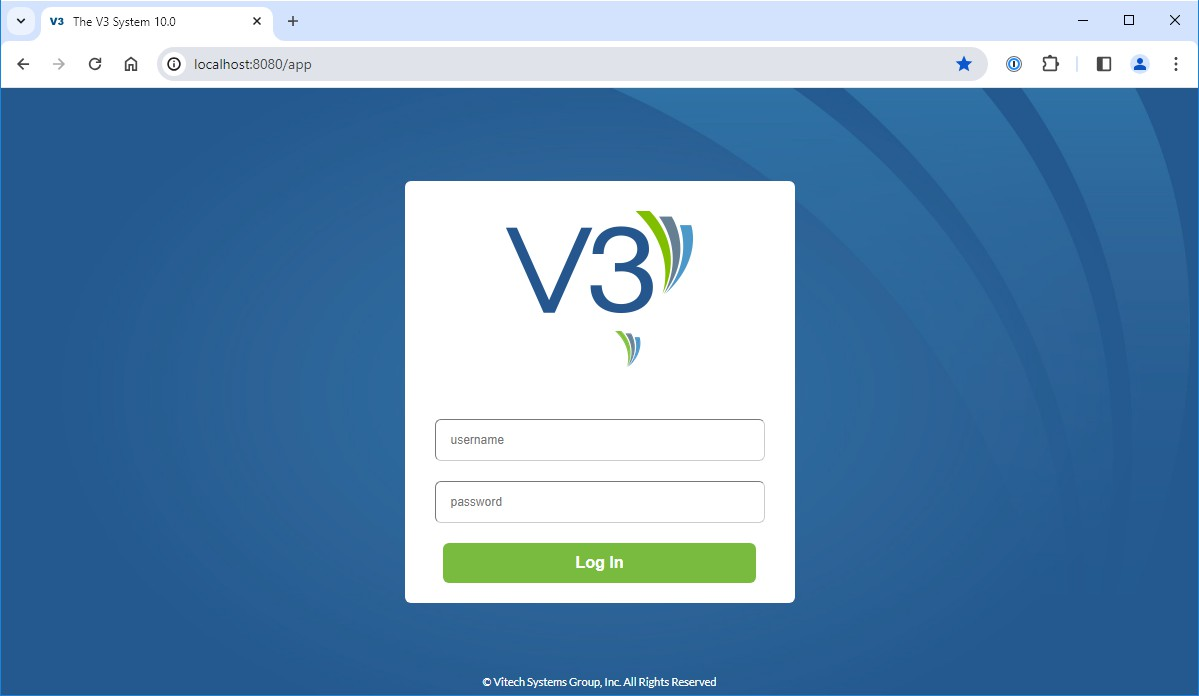 V3 The V3 System 10.0
localhost:8080/app
V3
username
password
Log In
© Vitech Systems Group, Inc. All Rights Reserved